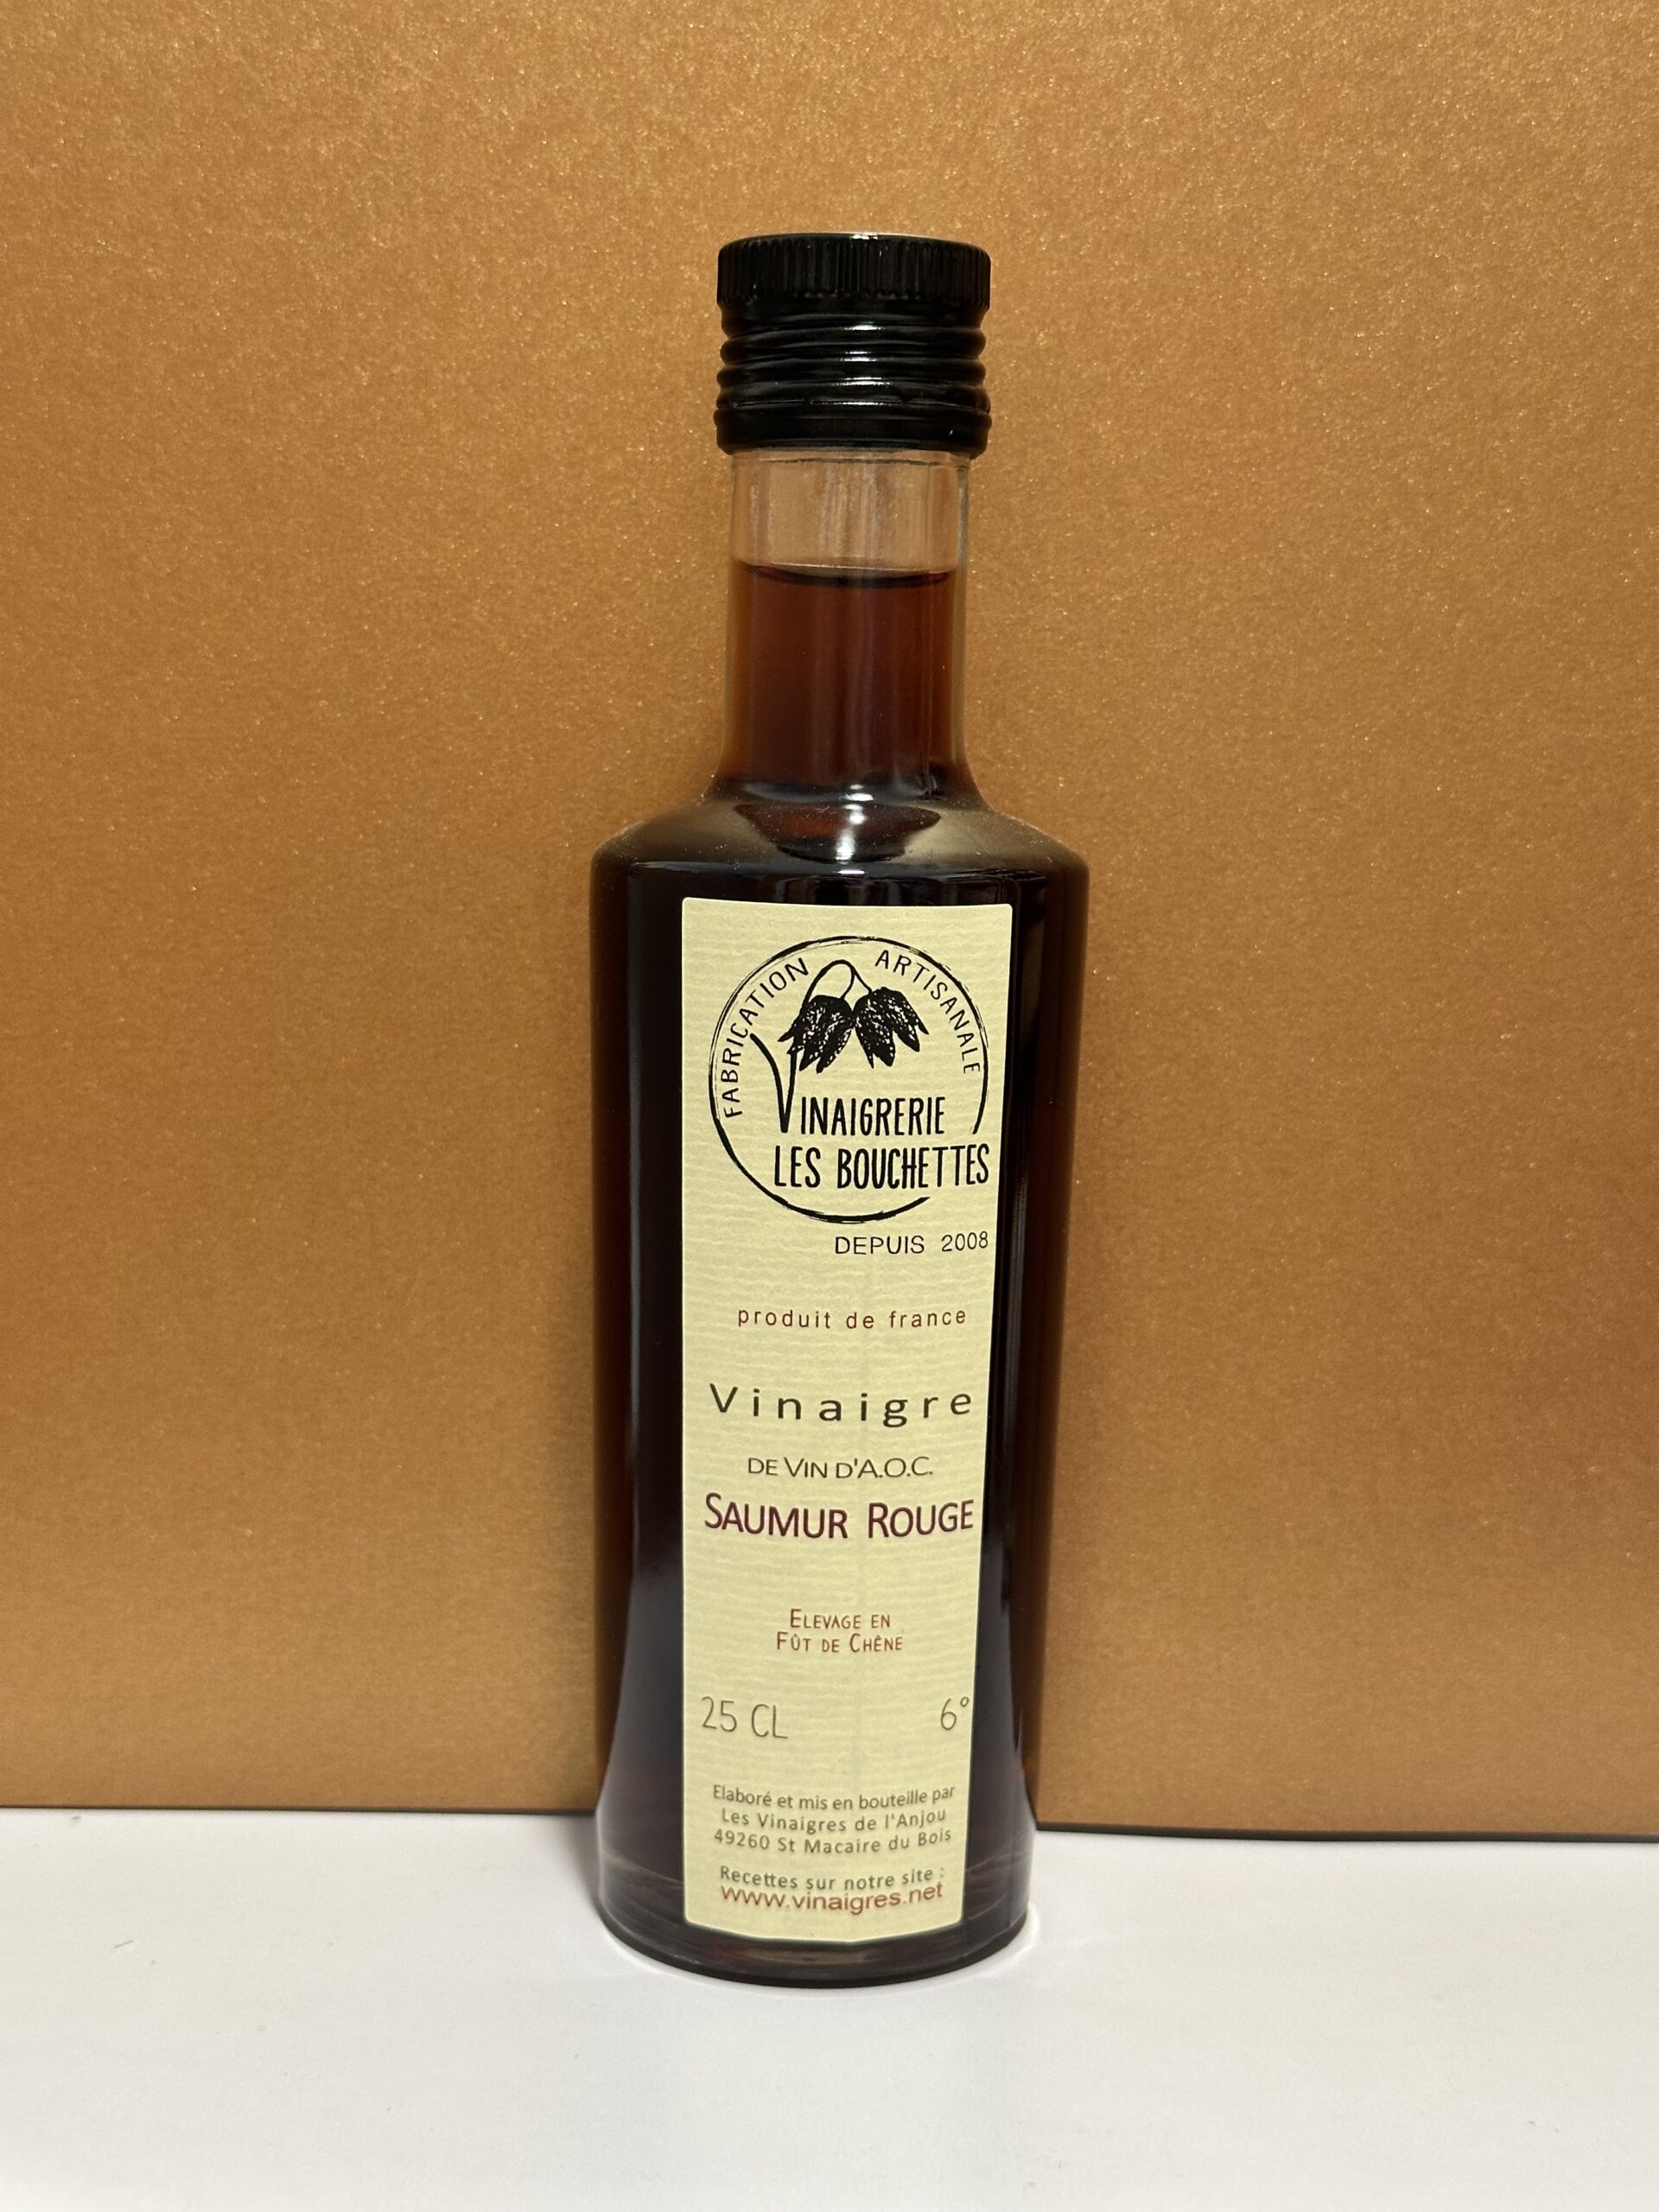 FABRICATION ARTISANALE
VINAIGRERIE
LES BOUCHETTES
DEPUIS 2008
produit de france
Vinaigre
DE VIN D'A.O.C.
SAUMUR ROUGE
ELEVAGE EN
FÛT DE CHÊNE
25 CL 6°
Elaboré et mis en bouteille par
Les Vinaigres de l'Anjou
49260 St Macaire du Bois
Recettes sur notre site :
www.vinaigres.net